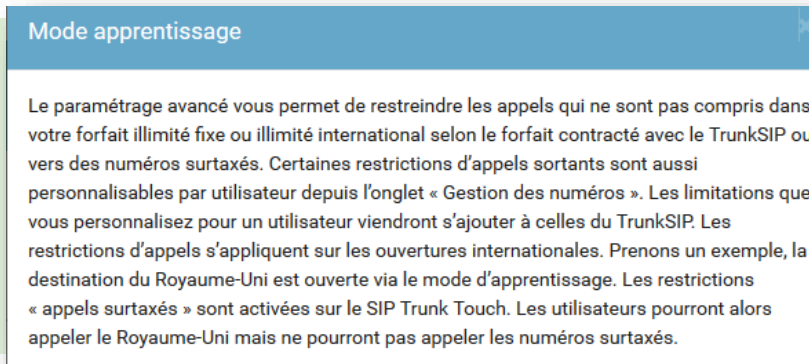 Mode apprentissage
Le paramétrage avancé vous permet de restreindre les appels qui ne sont pas compris dans
votre forfait illimité fixe ou illimité international selon le forfait contracté avec le TrunkSIP ou
vers des numéros surtaxés. Certaines restrictions d’appels sortants sont aussi
personnalisables par utilisateur depuis l’onglet « Gestion des numéros ». Les limitations que
vous personnalisez pour un utilisateur viendront s’ajouter à celles du TrunkSIP. Les
restrictions d’appels s’appliquent sur les ouvertures internationales. Prenons un exemple, la
destination du Royaume-Uni est ouverte via le mode d’apprentissage. Les restrictions
« appels surtaxés » sont activées sur le SIP Trunk Touch. Les utilisateurs pourront alors
appeler le Royaume-Uni mais ne pourront pas appeler les numéros surtaxés.